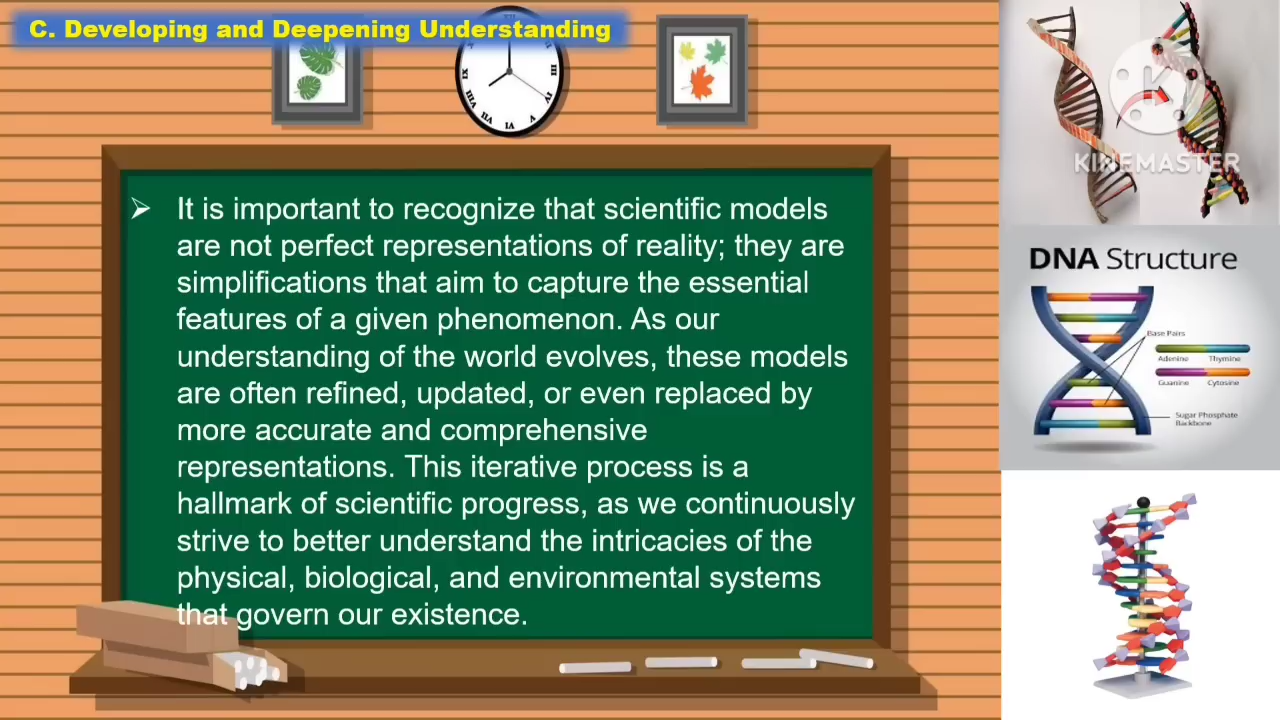 C. Developing and Deepening Understanding
It is important to recognize that scientific models
are not perfect representations of reality; they are
simplifications that aim to capture the essential
features of a given phenomenon. As our
understanding of the world evolves, these models
are often refined, updated, or even replaced by
more accurate and comprehensive
representations. This iterative process is a
hallmark of scientific progress, as we continuously
strive to better understand the intricacies of the
physical, biological, and environmental systems
that govern our existence.
K
KINEMASTER
DNA Structure
Base Pairs
Adenine Thymine
Guanine Cytosine
Sugar Phosphate
Backbone